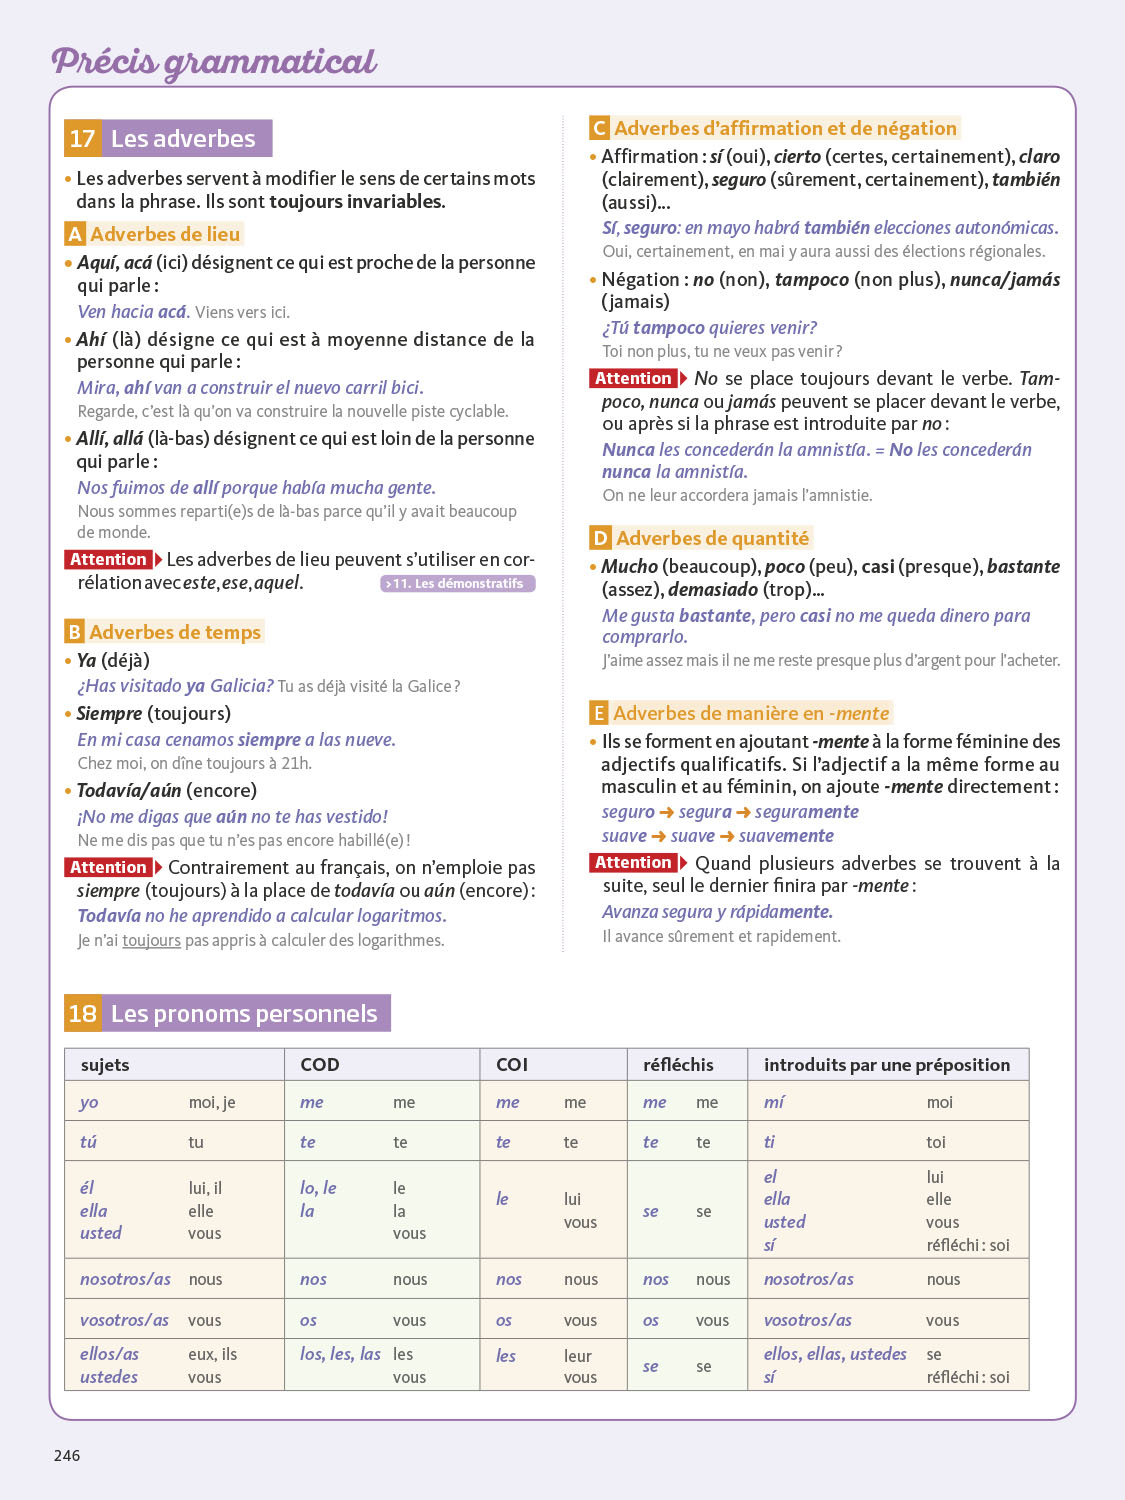 Précis grammatical
17 Les adverbes
• Les adverbes servent à modifier le sens de certains mots
dans la phrase. Ils sont toujours invariables.
A Adverbes de lieu
• Aquí, acá (ici) désignent ce qui est proche de la personne
qui parle :
Ven hacia acá. Viens vers ici.
• Ahí (là) désigne ce qui est à moyenne distance de la
personne qui parle :
Mira, ahí van a construir el nuevo carril bici.
Regarde, c’est là qu’on va construire la nouvelle piste cyclable.
• Allí, allá (là-bas) désignent ce qui est loin de la personne
qui parle :
Nos fuimos de allí porque había mucha gente.
Nous sommes reparti(e)s de là-bas parce qu’il y avait beaucoup
de monde.
Attention Les adverbes de lieu peuvent s’utiliser en cor-
rélation avec este, ese, aquel. >11. Les démonstratifs
B Adverbes de temps
• Ya (déjà)
¿Has visitado ya Galicia? Tu as déjà visité la Galice ?
• Siempre (toujours)
En mi casa cenamos siempre a las nueve.
Chez moi, on dîne toujours à 21h.
• Todavía/aún (encore)
¡No me digas que aún no te has vestido!
Ne me dis pas que tu n’es pas encore habillé(e) !
Attention Contrairement au français, on n’emploie pas
siempre (toujours) à la place de todavía ou aún (encore) :
Todavía no he aprendido a calcular logaritmos.
Je n’ai toujours pas appris à calculer des logarithmes.
C Adverbes d’affirmation et de négation
• Affirmation : sí (oui), cierto (certes, certainement), claro
(clairement), seguro (sûrement, certainement), también
(aussi)...
Sí, seguro: en mayo habrá también elecciones autonómicas.
Oui, certainement, en mai y aura aussi des élections régionales.
• Négation : no (non), tampoco (non plus), nunca/jamás
(jamais)
¿Tú tampoco quieres venir?
Toi non plus, tu ne veux pas venir ?
Attention No se place toujours devant le verbe. Tam-
poco, nunca ou jamás peuvent se placer devant le verbe,
ou après si la phrase est introduite par no :
Nunca les concederán la amnistía. = No les concederán
nunca la amnistía.
On ne leur accordera jamais l’amnistie.
D Adverbes de quantité
• Mucho (beaucoup), poco (peu), casi (presque), bastante
(assez), demasiado (trop)...
Me gusta bastante, pero casi no me queda dinero para
comprarlo.
J’aime assez mais il ne me reste presque plus d’argent pour l’acheter.
E Adverbes de manière en -mente
• Ils se forment en ajoutant -mente à la forme féminine des
adjectifs qualificatifs. Si l’adjectif a la même forme au
masculin et au féminin, on ajoute -mente directement :
seguro ➜ segura ➜ seguramente
suave ➜ suave ➜ suavemente
Attention Quand plusieurs adverbes se trouvent à la
suite, seul le dernier finira par -mente :
Avanza segura y rápidamente.
Il avance sûrement et rapidement.
18 Les pronoms personnels
sujets COD COI réfléchis introduits par une préposition
yo moi, je me me me me me me mí moi
tú tu te te te te te te ti toi
él lui, il lo, le le le lui se se el lui
ella elle la la vous ella elle
usted vous vous usted vous
sí réfléchi : soi
nosotros/as nous nos nous nos nous nos nous nosotros/as nous
vosotros/as vous os vous os vous os vous vosotros/as vous
ellos/as eux, ils los, les, las les les leur se se ellos, ellas, ustedes se
ustedes vous vous vous sí réfléchi : soi
246